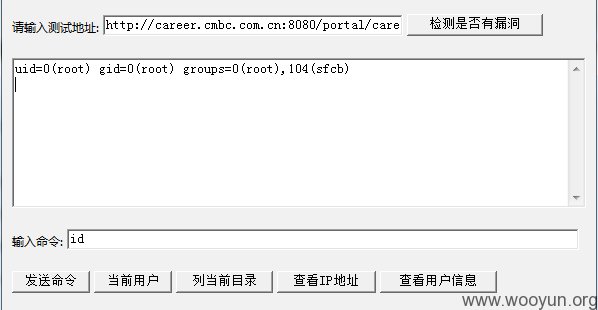 请输入测试地址: http://career.cmbc.com.cn:8080/portal/care 检测是否有漏洞
uid=0(root) gid=0(root) groups=0(root),104(sfcb)
输入命令: id
发送命令 当前用户 列当前目录 查看IP地址 查看用户信息
www.wooyun.org